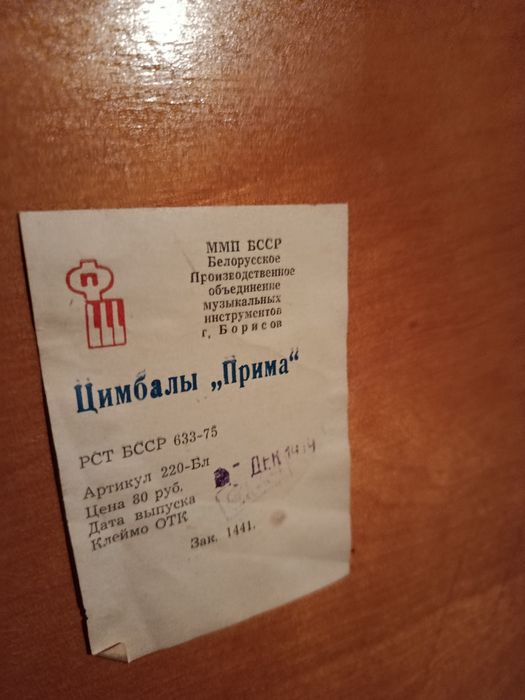 ММП БССР
Белорусское
Производственное
объединение
музыкальных
инструментов
г. Борисов
П
Цимбалы „Прима“
РСТ БССР 633-75
Артикул 220-Бл
Цена 80 руб.
Дата выпуска
ДЕК
Клеймо ОТК
Зак. 1441.